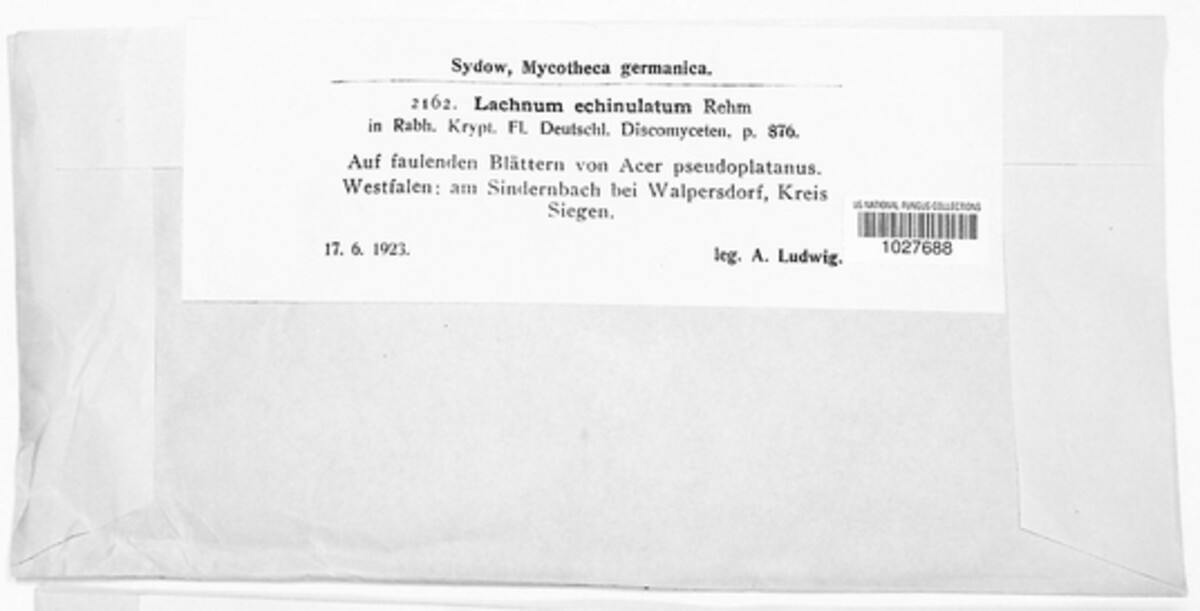 Sydow, Mycotheca germanica.
2162. Lachnum echinulatum Rehm
in Rabh. Krypt. Fl. Deutschl. Discomyceten, p. 876.
Auf faulenden Blättern von Acer pseudoplatanus.
Westfalen: am Sindernbach bei Walpersdorf, Kreis
Siegen.
17. 6. 1923.
leg. A. Ludwig.
US NATIONAL FUNGUS COLLECTIONS
1027688